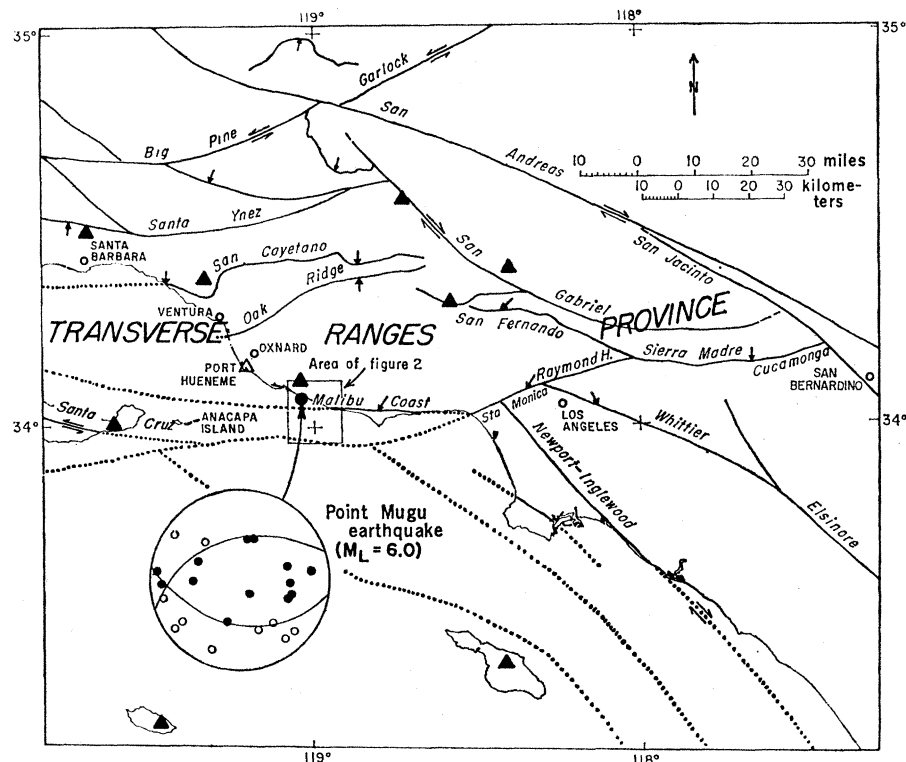 119° 118°
35° 35°
Garlock
San
Pine
Big
Andreas
N
10 0 10 20 30 miles
10 0 10 20 30 kilome-
ters
Santa Ynez
SANTA
BARBARA
San Cayetano
San
San Jacinto
Oak Ridge
Gabriel
VENTURA
San Fernando
TRANSVERSE RANGES PROVINCE
OXNARD
Area of figure 2
PORT
HUENEME
Raymond H.
Sierra Madre
Cucamonga
SAN
BERNARDINO
Malibu Coast
Sta Monica
Santa Cruz
ANACAPA
ISLAND
34° 34°
LOS
ANGELES
Whittier
Newport-Inglewood
Elsinore
Point Mugu
earthquake
(ML = 6.0)
119° 118°